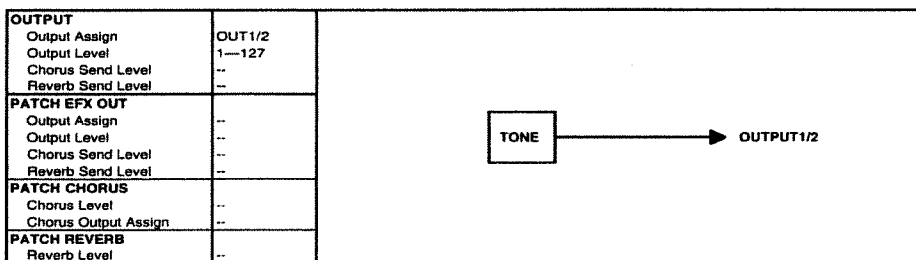 OUTPUT
Output Assign OUT1/2
Output Level 1—127
Chorus Send Level --
Reverb Send Level --
PATCH EFX OUT
Output Assign --
Output Level --
Chorus Send Level --
Reverb Send Level --
PATCH CHORUS
Chorus Level --
Chorus Output Assign --
PATCH REVERB
Reverb Level --
TONE OUTPUT1/2